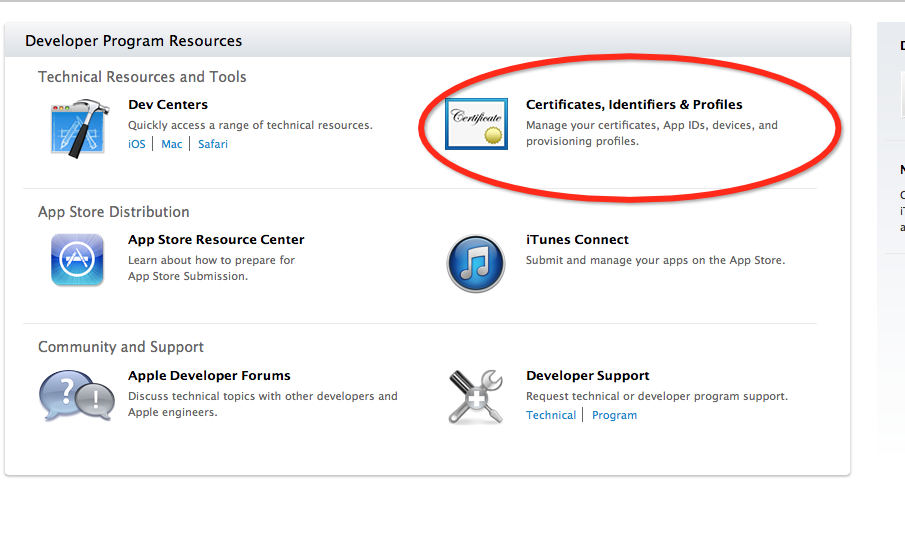 Developer Program Resources
Technical Resources and Tools
Dev Centers
Quickly access a range of technical resources.
iOS Mac Safari
Certificate
Certificates, Identifiers & Profiles
Manage your certificates, App IDs, devices, and
provisioning profiles.
App Store Distribution
App Store Resource Center
Learn about how to prepare for
App Store Submission.
iTunes Connect
Submit and manage your apps on the App Store.
Community and Support
?
!
Apple Developer Forums
Discuss technical topics with other developers and
Apple engineers.
Developer Support
Request technical or developer program support.
Technical Program